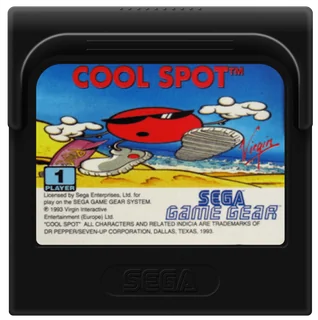 COOL SPOT™
Virgin
1
PLAYER
Licensed by Sega Enterprises, Ltd. for
play on the SEGA GAME GEAR SYSTEM.
© 1993 Virgin Interactive
Entertainment (Europe) Ltd.
"COOL SPOT" ALL CHARACTERS AND RELATED INDICIA ARE TRADEMARKS OF
DR PEPPER/SEVEN-UP CORPORATION, DALLAS, TEXAS, 1993.
SEGA
GAME GEAR
SEGA